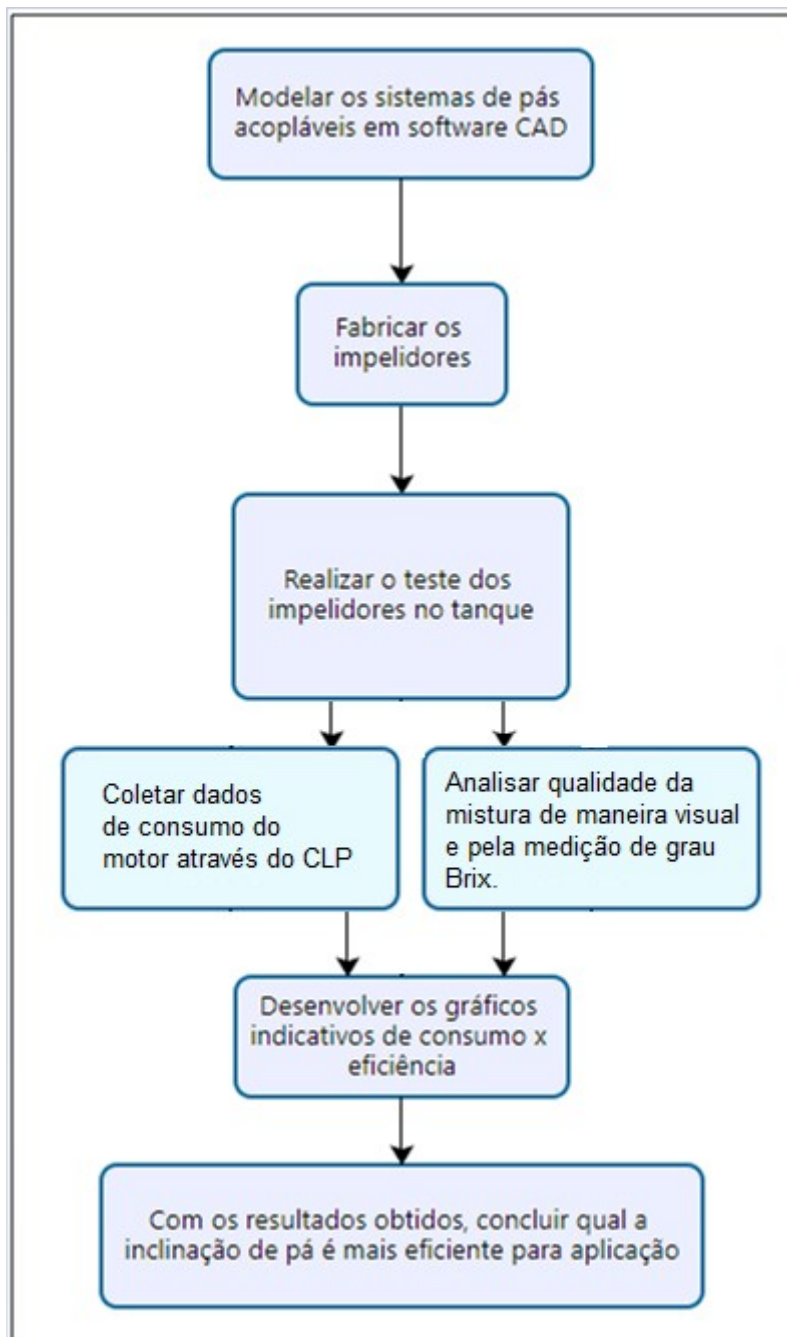 Modelar os sistemas de pás
acopláveis em software CAD
Fabricar os
impelidores
Realizar o teste dos
impelidores no tanque
Coletar dados
de consumo do
motor através do CLP
Analisar qualidade da
mistura de maneira visual
e pela medição de grau
Brix.
Desenvolver os gráficos
indicativos de consumo x
eficiência
Com os resultados obtidos, concluir qual a
inclinação de pá é mais eficiente para aplicação